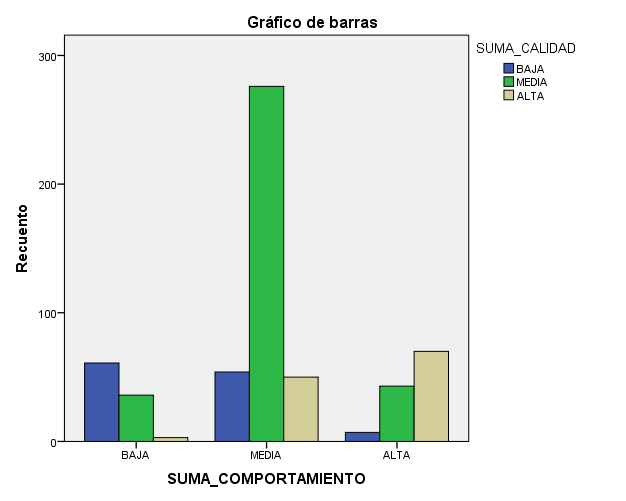 Gráfico de barras
SUMA_CALIDAD
BAJA
MEDIA
ALTA
300
200
100
0
Recuento
BAJA MEDIA ALTA
SUMA_COMPORTAMIENTO